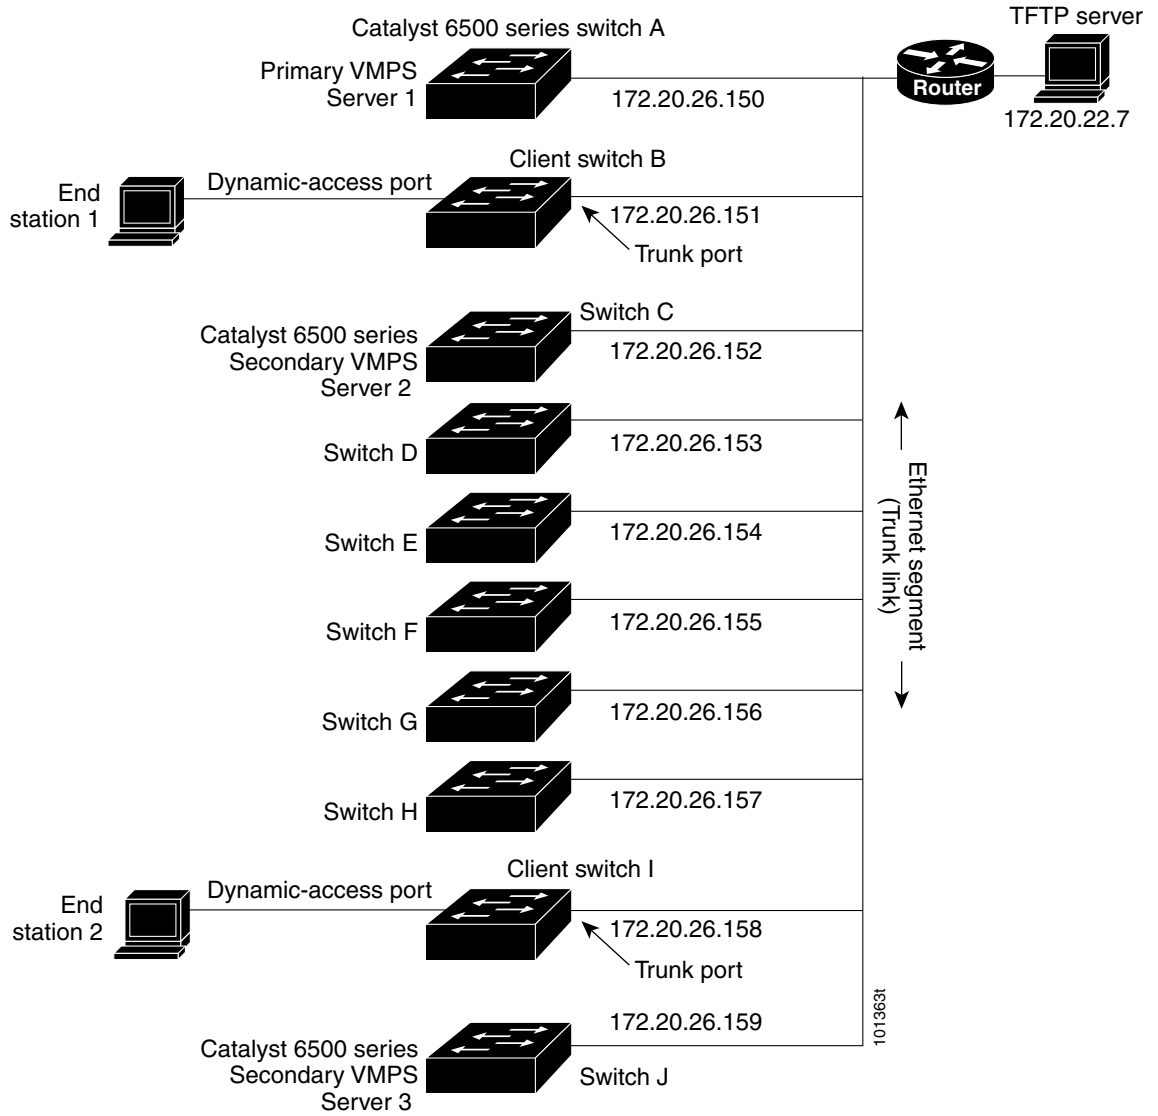 TFTP server
Catalyst 6500 series switch A
Primary VMPS
Server 1
172.20.26.150
Router
172.20.22.7
Client switch B
End
station 1
Dynamic-access port
172.20.26.151
Trunk port
Switch C
Catalyst 6500 series
Secondary VMPS
Server 2
172.20.26.152
Switch D
172.20.26.153
Switch E
172.20.26.154
Ethernet segment
(Trunk link)
Switch F
172.20.26.155
Switch G
172.20.26.156
Switch H
172.20.26.157
Client switch I
End
station 2
Dynamic-access port
172.20.26.158
Trunk port
172.20.26.159
Catalyst 6500 series
Secondary VMPS
Server 3
Switch J
101363t